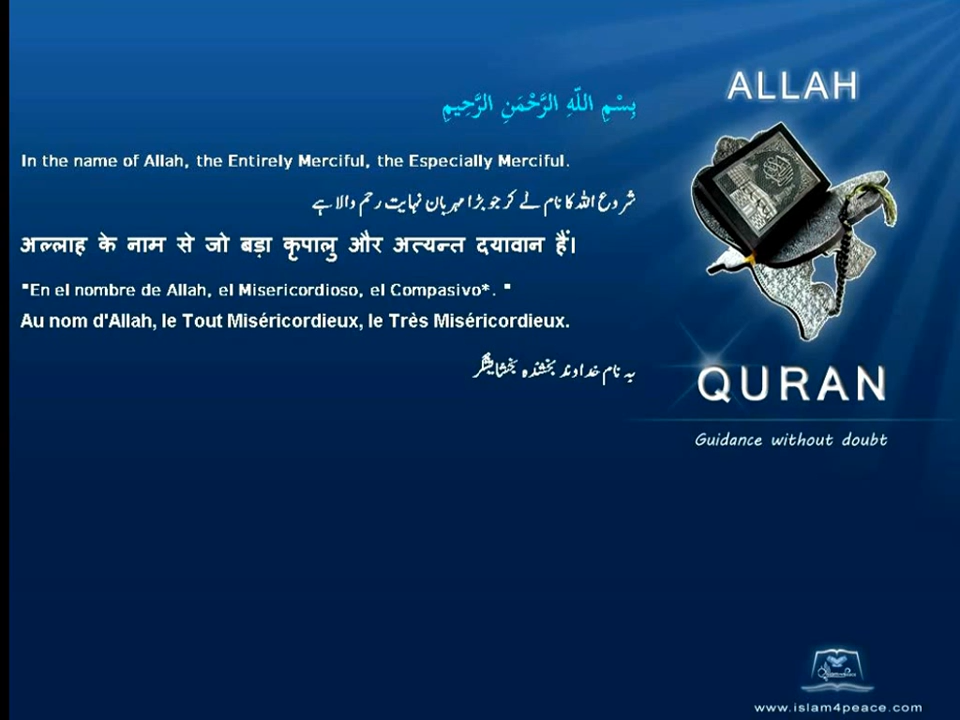 ALLAH
بِسْمِ اللّهِ الرَّحْمَنِ الرَّحِيمِ
In the name of Allah, the Entirely Merciful, the Especially Merciful.
شروع الله کا نام لے کر جو بڑا مہربان نہایت رحم والا ہے
अल्लाह के नाम से जो बड़ा कृपालु और अत्यन्त दयावान हैं।
"En el nombre de Allah, el Misericordioso, el Compasivo*. "
Au nom d'Allah, le Tout Miséricordieux, le Très Miséricordieux.
به نام خداوند بخشنده بخشایشگر
QURAN
Guidance without doubt
www.islam4peace.com